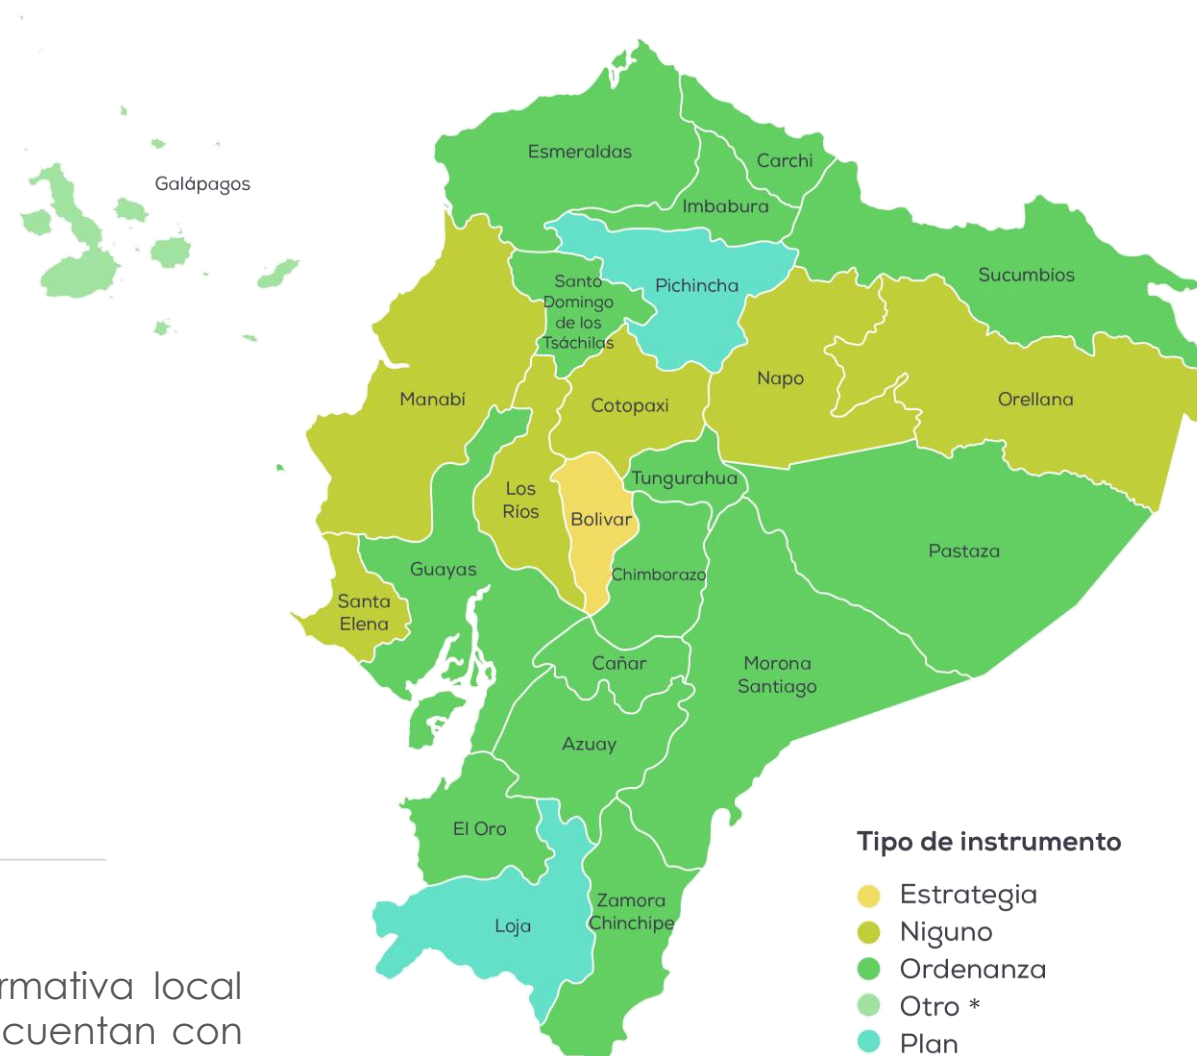 Esmeraldas
Carchi
Galápagos
Imbabura
Sucumbios
Pichincha
Santo
Domingo
de los
Tsáchilas
Napo
Manabí
Cotopaxi
Orellana
Tungurahua
Los
Ríos
Bolivar
Pastaza
Guayas
Chimborazo
Santa
Elena
Cañar
Morona
Santiago
Azuay
El Oro
Zamora
Chinchipe
Loja
Tipo de instrumento
Estrategia
Niguno
Ordenanza
Otro *
Plan
rmativa local
cuentan con